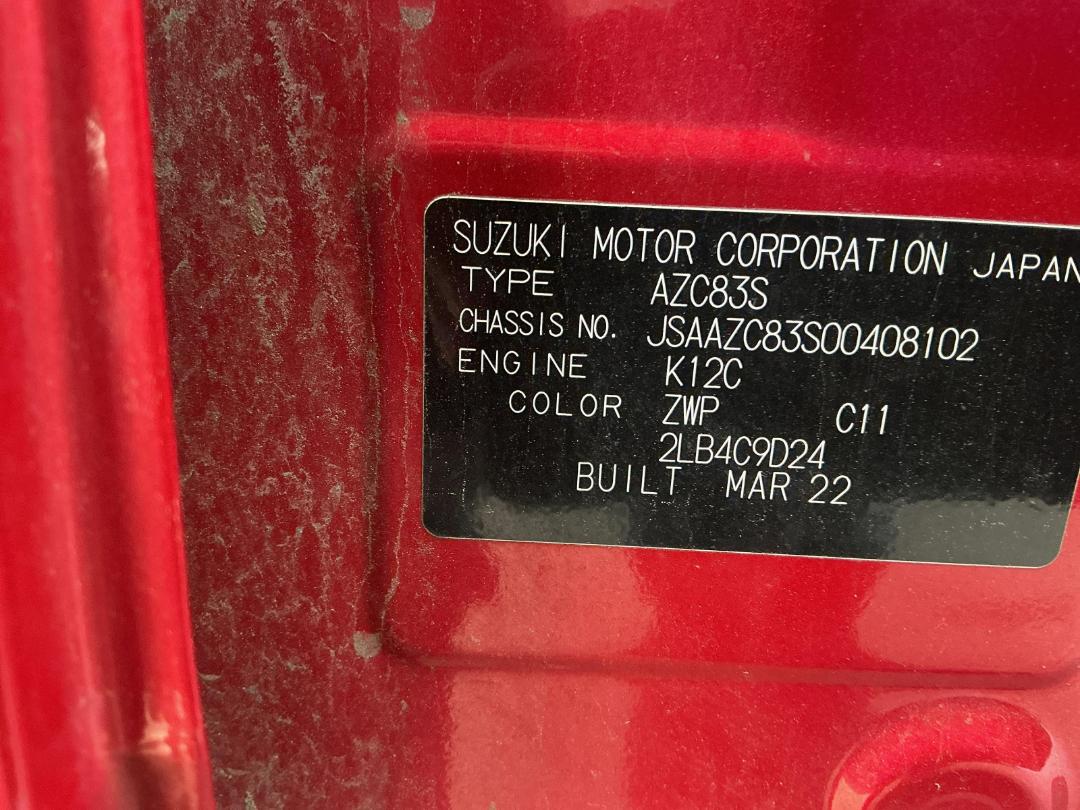 SUZUKI MOTOR CORPORATION JAPAN
TYPE AZC83S
CHASSIS NO. JSAAZC83S00408102
ENGINE K12C
COLOR ZWP C11
2LB4C9D24
BUILT MAR 22